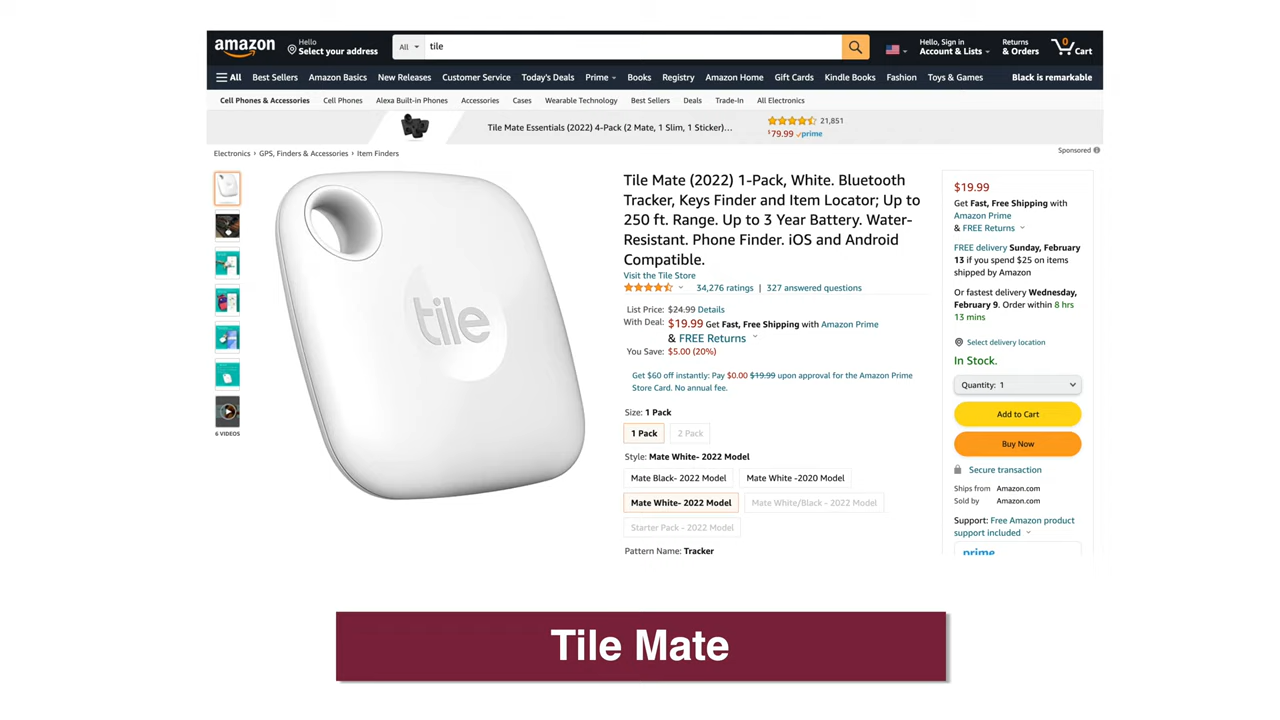 amazon
Hello
Select your address
All
tile
Hello, Sign in
Account & Lists
Returns
& Orders
0
Cart
All
Best Sellers
Amazon Basics
New Releases
Customer Service
Today's Deals
Prime
Books
Registry
Amazon Home
Gift Cards
Kindle Books
Fashion
Toys & Games
Black is remarkable
Cell Phones & Accessories
Cell Phones
Alexa Built-in Phones
Accessories
Cases
Wearable Technology
Best Sellers
Deals
Trade-In
All Electronics
Tile Mate Essentials (2022) 4-Pack (2 Mate, 1 Slim, 1 Sticker)...
21,851
$79.99 prime
Sponsored
Electronics › GPS, Finders & Accessories › Item Finders
6 VIDEOS
tile
Tile Mate (2022) 1-Pack, White. Bluetooth
Tracker, Keys Finder and Item Locator; Up to
250 ft. Range. Up to 3 Year Battery. Water-
Resistant. Phone Finder. iOS and Android
Compatible.
Visit the Tile Store
34,276 ratings | 327 answered questions
List Price: $24.99 Details
With Deal: $19.99 Get Fast, Free Shipping with Amazon Prime
& FREE Returns
You Save: $5.00 (20%)
Get $60 off instantly: Pay $0.00 $19.99 upon approval for the Amazon Prime
Store Card. No annual fee.
Size: 1 Pack
1 Pack
2 Pack
Style: Mate White- 2022 Model
Mate Black- 2022 Model
Mate White -2020 Model
Mate White- 2022 Model
Mate White/Black - 2022 Model
Starter Pack - 2022 Model
Pattern Name: Tracker
$19.99
Get Fast, Free Shipping with
Amazon Prime
& FREE Returns
FREE delivery Sunday, February
13 if you spend $25 on items
shipped by Amazon
Or fastest delivery Wednesday,
February 9. Order within 8 hrs
13 mins
Select delivery location
In Stock.
Quantity: 1
Add to Cart
Buy Now
Secure transaction
Ships from Amazon.com
Sold by Amazon.com
Support: Free Amazon product
support included
prime
Tile Mate